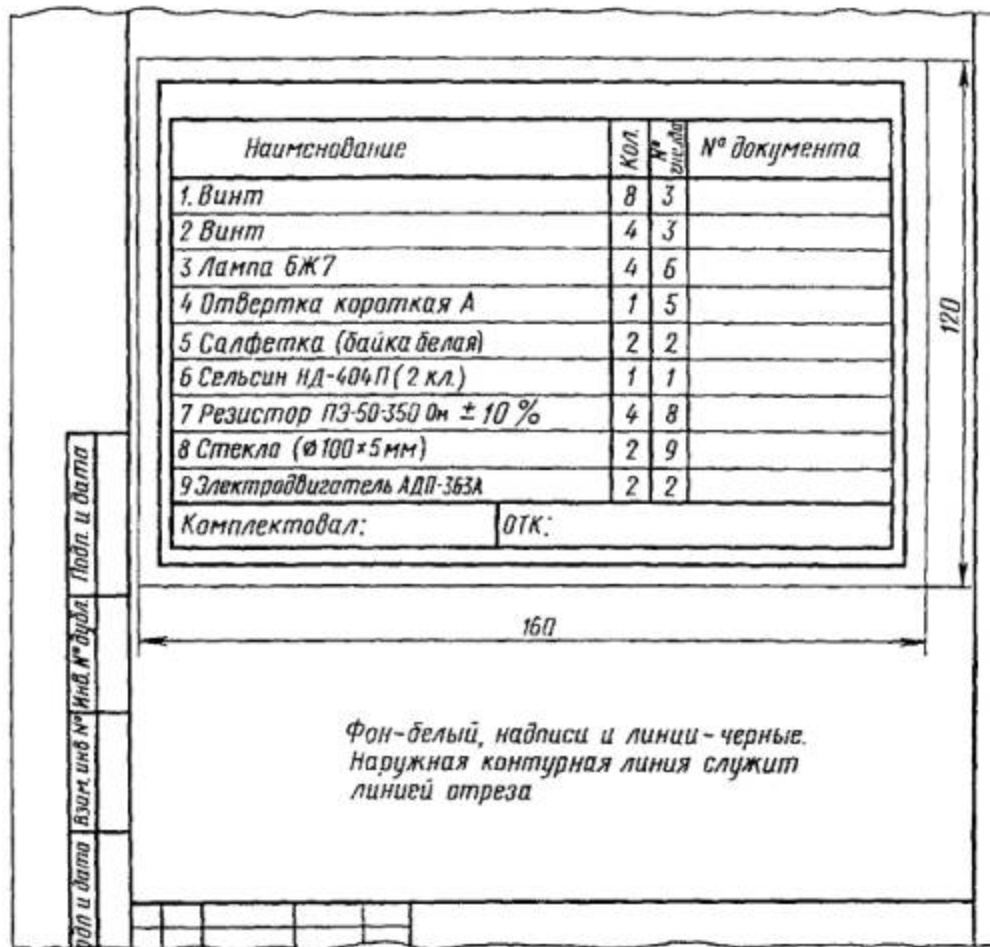 Наименование Кол. № гнезда № документа
1. Винт 8 3
2 Винт 4 3
3 Лампа 6Ж7 4 6
4 Отвертка короткая А 1 5
5 Салфетка (байка белая) 2 2
6 Сельсин НД-404П (2 кл.) 1 1
7 Резистор ПЭ-50-350 Ом ± 10 % 4 8
8 Стекла (⌀100×5мм) 2 9
9 Электродвигатель АДП-363А 2 2
Комплектовал: ОТК:
120
160
Фон-белый, надписи и линии-черные.
Наружная контурная линия служит
линией отреза
Подп. и дата
Инв. № дубл.
Взам. инв №
подп и дата